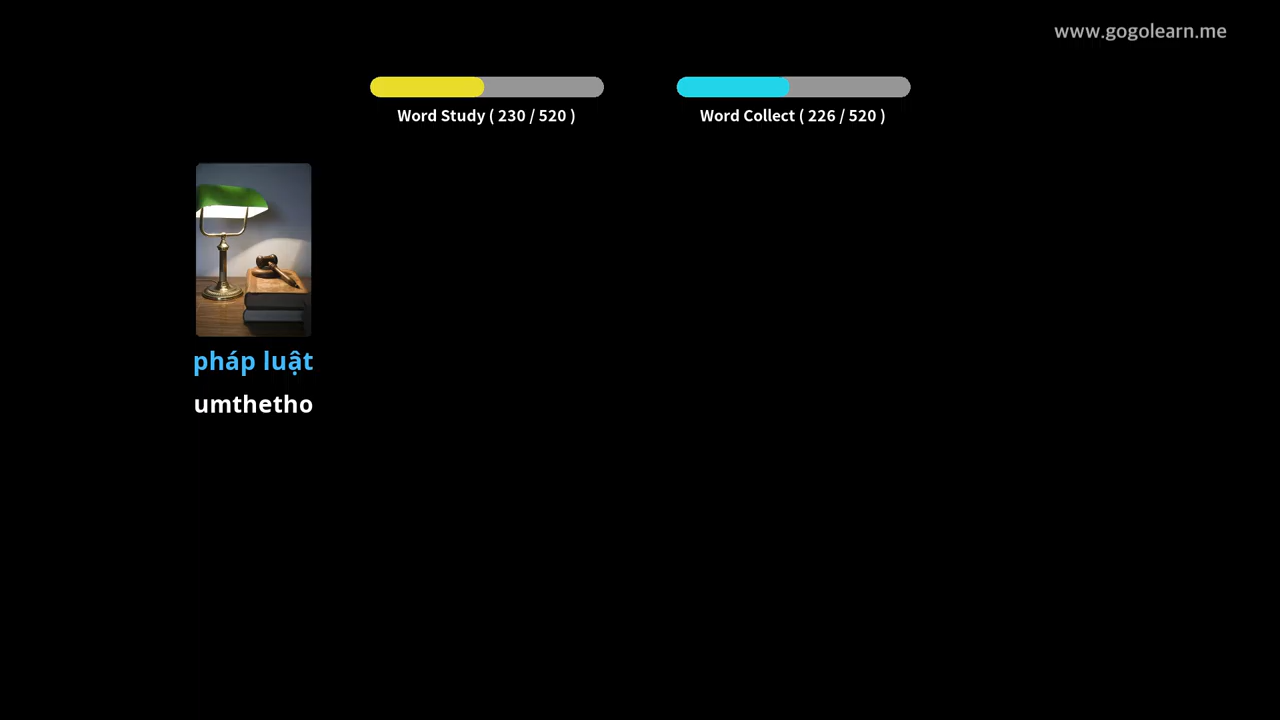 www.gogolearn.me
Word Study ( 230 / 520 )
Word Collect ( 226 / 520 )
pháp luật
umthetho